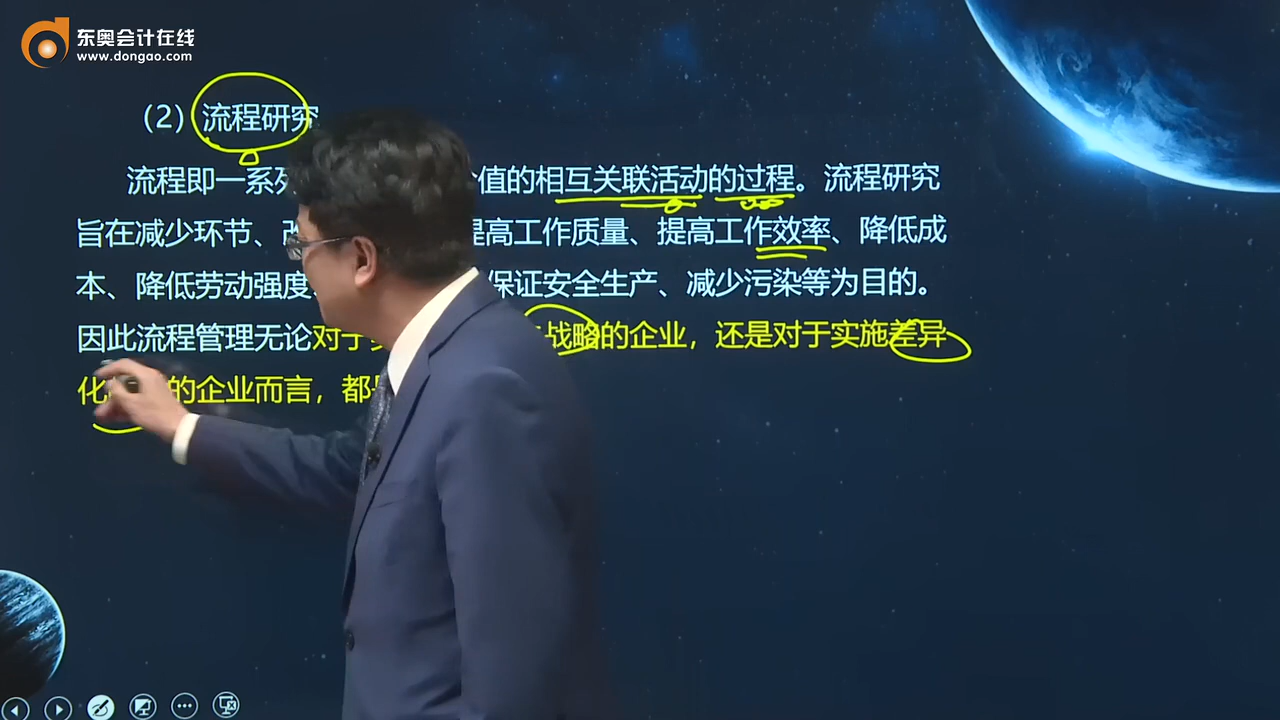 东奥会计在线
www.dongao.com
（2）流程研究
流程即一系列 值的相互关联活动的过程。流程研究
旨在减少环节、改 提高工作质量、提高工作效率、降低成
本、降低劳动强度、 保证安全生产、减少污染等为目的。
因此流程管理无论对于 战略的企业，还是对于实施差异
化 的企业而言，都